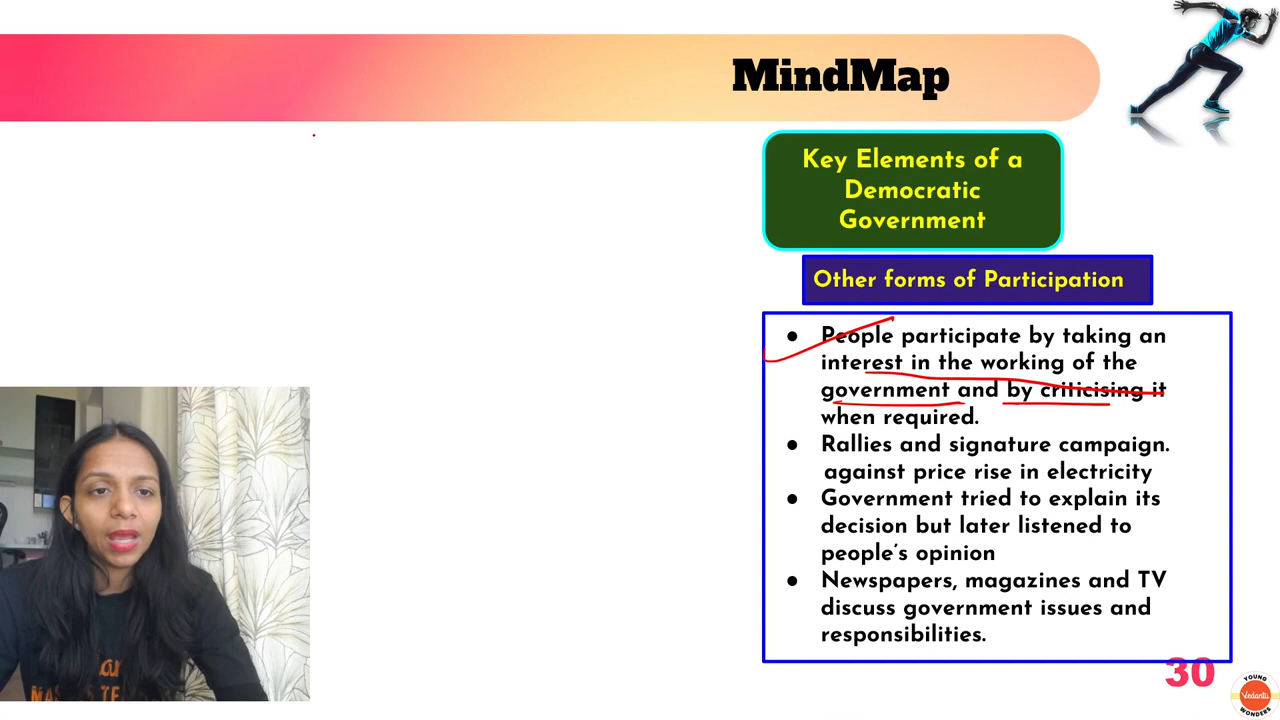 MindMap
Key Elements of a
Democratic
Government
Other forms of Participation
● People participate by taking an
interest in the working of the
government and by criticising it
when required.
● Rallies and signature campaign.
against price rise in electricity
● Government tried to explain its
decision but later listened to
people's opinion
● Newspapers, magazines and TV
discuss government issues and
responsibilities.
30
YOUNG
Vedantu
WONDERS